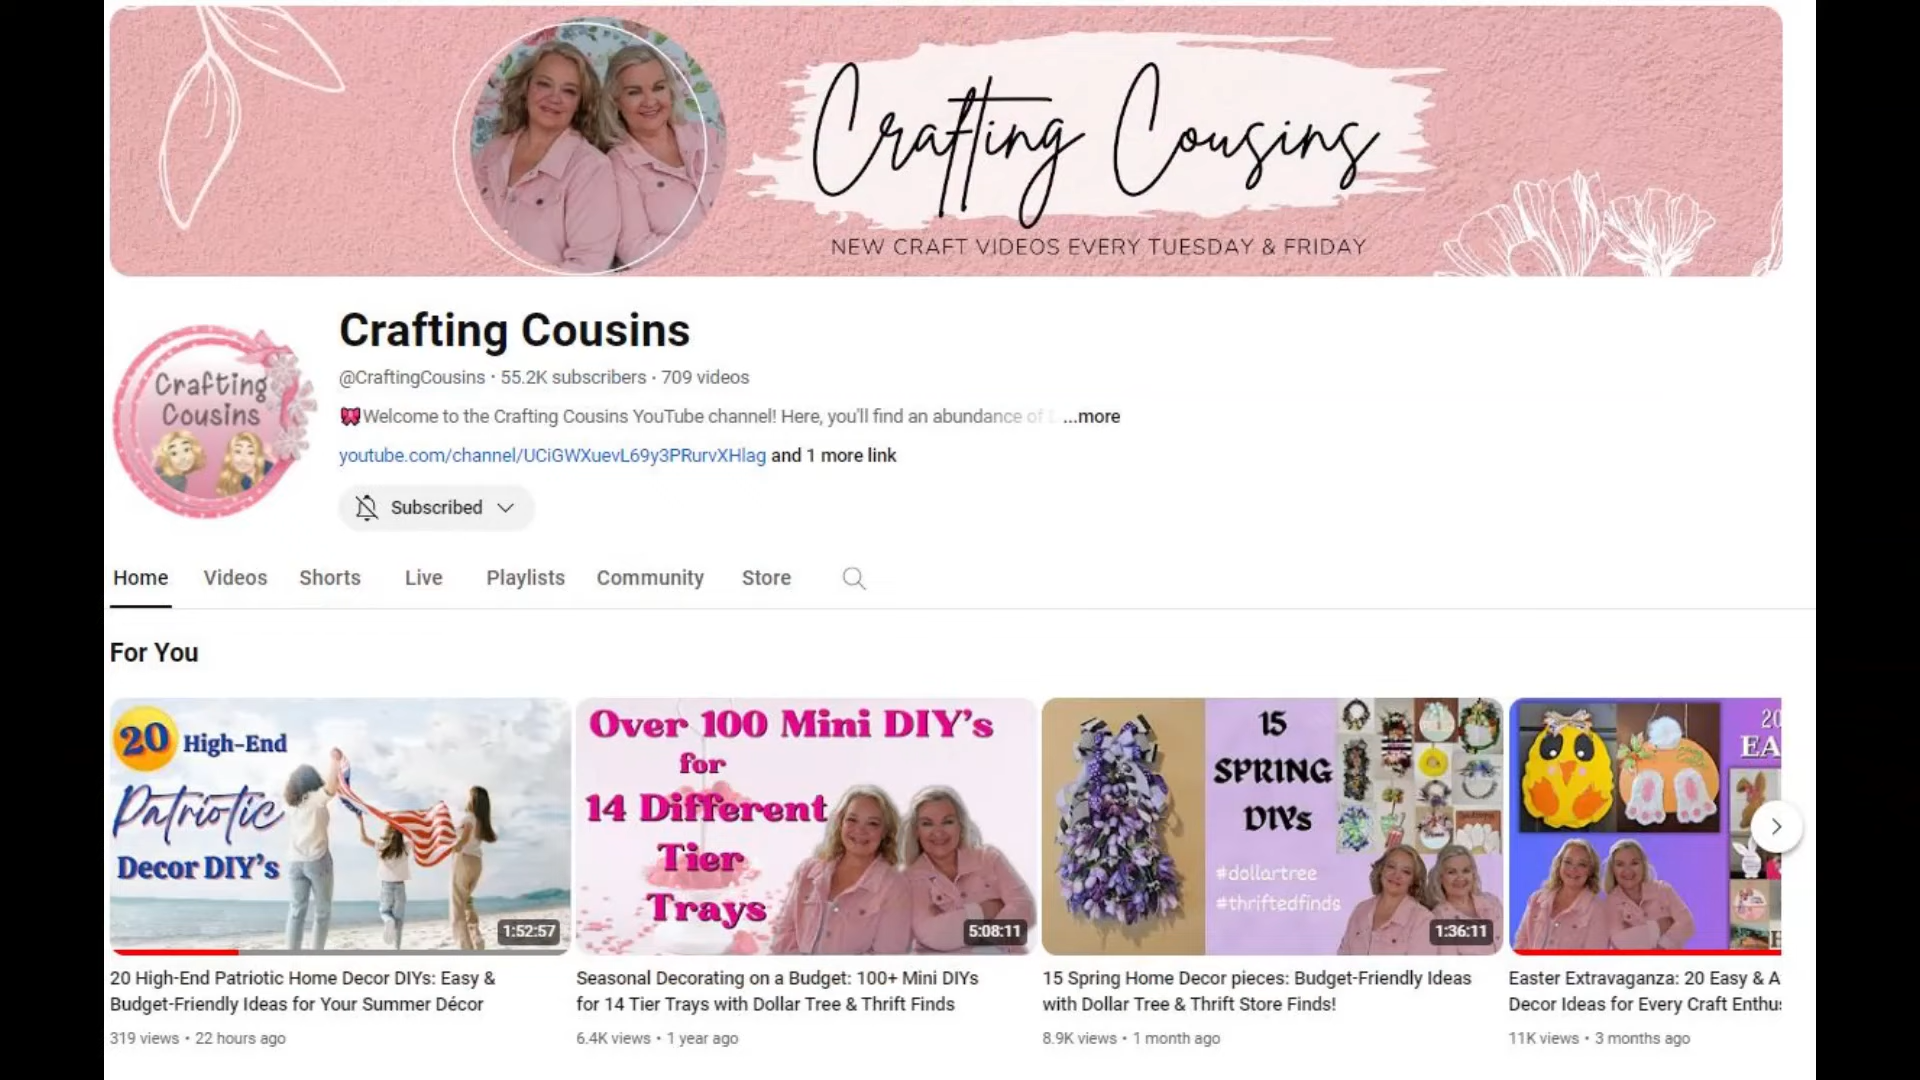 Crafting Cousins
NEW CRAFT VIDEOS EVERY TUESDAY & FRIDAY
Crafting
Cousins
Crafting Cousins
@CraftingCousins • 55.2K subscribers • 709 videos
Welcome to the Crafting Cousins YouTube channel! Here, you'll find an abundance of ...more
youtube.com/channel/UCiGWXuevL69y3PRurvXHlag and 1 more link
Subscribed
Home Videos Shorts Live Playlists Community Store
For You
20 High-End
Patriotic
Decor DIY's
1:52:57
Over 100 Mini DIY's
for
14 Different
Tier
Trays
5:08:11
15
SPRING
DIYs
#dollartree
#thriftedfinds
1:36:11
20
EA
20 High-End Patriotic Home Decor DIYs: Easy &
Budget-Friendly Ideas for Your Summer Décor
319 views • 22 hours ago
Seasonal Decorating on a Budget: 100+ Mini DIYs
for 14 Tier Trays with Dollar Tree & Thrift Finds
6.4K views • 1 year ago
15 Spring Home Decor pieces: Budget-Friendly Ideas
with Dollar Tree & Thrift Store Finds!
8.9K views • 1 month ago
Easter Extravaganza: 20 Easy & A
Decor Ideas for Every Craft Enthu
11K views • 3 months ago